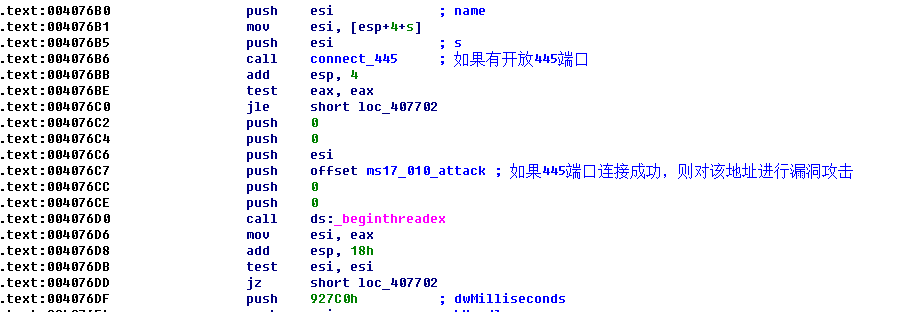 .text:004076B0 push esi ; name
.text:004076B1 mov esi, [esp+4+s]
.text:004076B5 push esi ; s
.text:004076B6 call connect_445 ; 如果有开放445端口
.text:004076BB add esp, 4
.text:004076BE test eax, eax
.text:004076C0 jle short loc_407702
.text:004076C2 push 0
.text:004076C4 push 0
.text:004076C6 push esi
.text:004076C7 push offset ms17_010_attack ; 如果445端口连接成功，则对该地址进行漏洞攻击
.text:004076CC push 0
.text:004076CE push 0
.text:004076D0 call ds:_beginthreadex
.text:004076D6 mov esi, eax
.text:004076D8 add esp, 18h
.text:004076DB test esi, esi
.text:004076DD jz short loc_407702
.text:004076DF push 927C0h ; dwMilliseconds